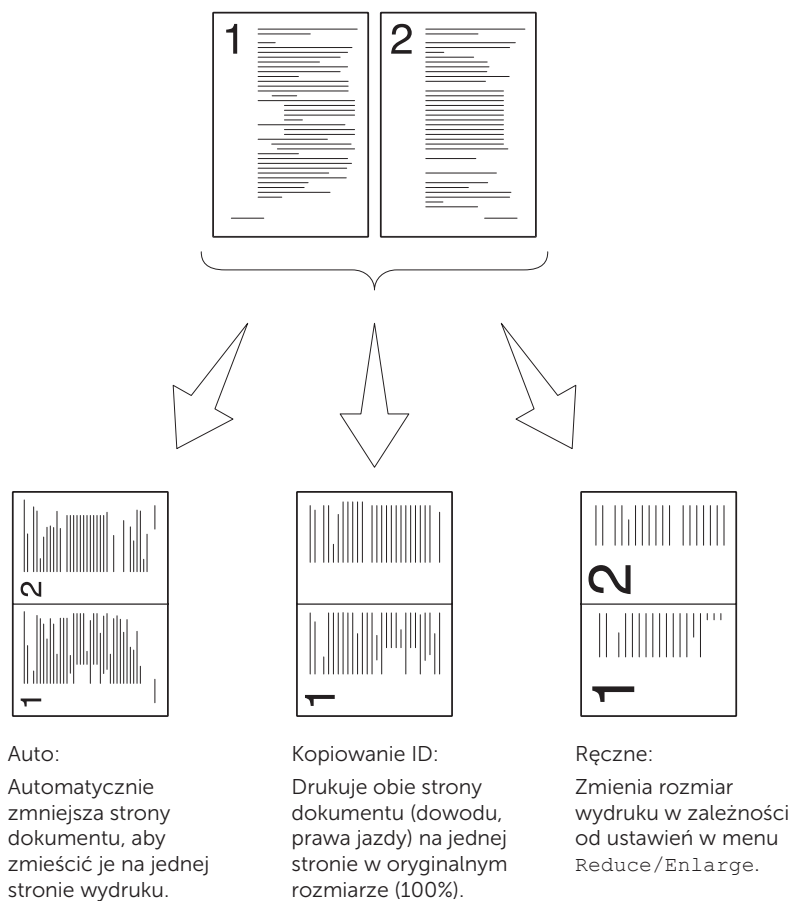 1
2
2
1
1
2
1
Auto:
Automatycznie
zmniejsza strony
dokumentu, aby
zmieścić je na jednej
stronie wydruku.
Kopiowanie ID:
Drukuje obie strony
dokumentu (dowodu,
prawa jazdy) na jednej
stronie w oryginalnym
rozmiarze (100%).
Ręczne:
Zmienia rozmiar
wydruku w zależności
od ustawień w menu
Reduce/Enlarge.